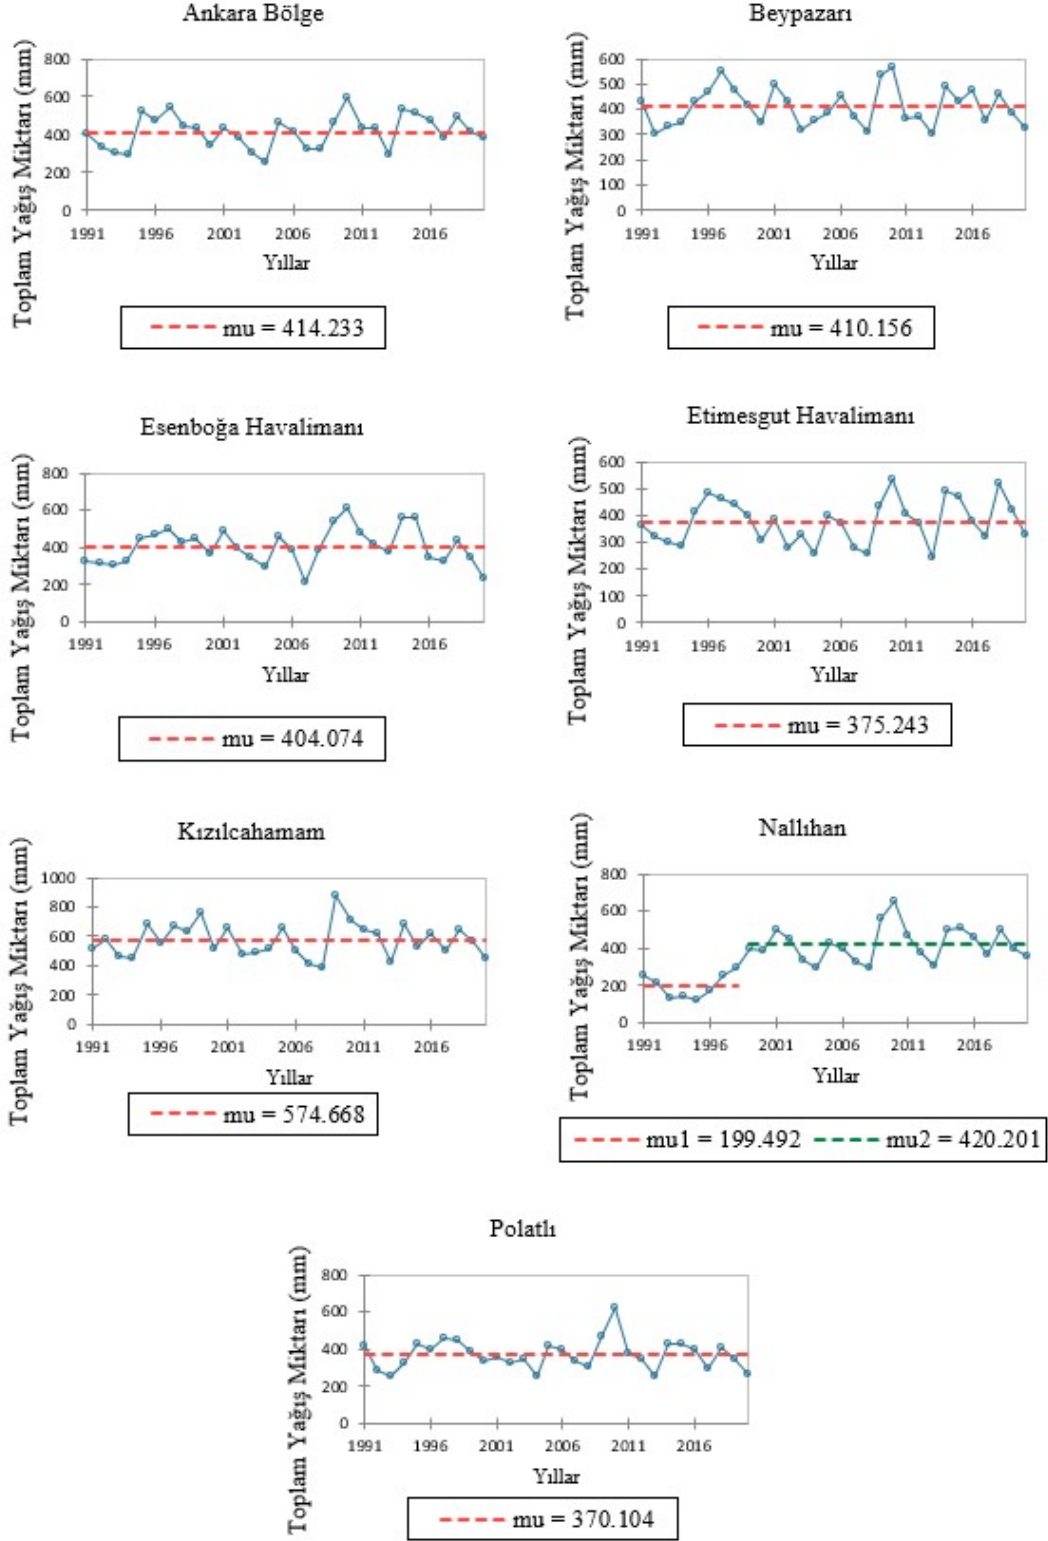 Ankara Bölge
Toplam Yağış Miktarı (mm)
800
600
400
200
0
1991 1996 2001 2006 2011 2016
Yıllar
mu = 414.233
Beypazarı
Toplam Yağış Miktarı (mm)
600
500
400
300
200
100
0
1991 1996 2001 2006 2011 2016
Yıllar
mu = 410.156
Esenboğa Havalimanı
Toplam Yağış Miktarı (mm)
800
600
400
200
0
1991 1996 2001 2006 2011 2016
Yıllar
mu = 404.074
Etimesgut Havalimanı
Toplam Yağış Miktarı (mm)
600
500
400
300
200
100
0
1991 1996 2001 2006 2011 2016
Yıllar
mu = 375.243
Kızılcahamam
Toplam Yağış Miktarı (mm)
1000
800
600
400
200
0
1991 1996 2001 2006 2011 2016
Yıllar
mu = 574.668
Nallıhan
Toplam Yağış Miktarı (mm)
800
600
400
200
0
1991 1996 2001 2006 2011 2016
Yıllar
mu1 = 199.492 mu2 = 420.201
Polatlı
Toplam Yağış Miktarı (mm)
800
600
400
200
0
1991 1996 2001 2006 2011 2016
Yıllar
mu = 370.104